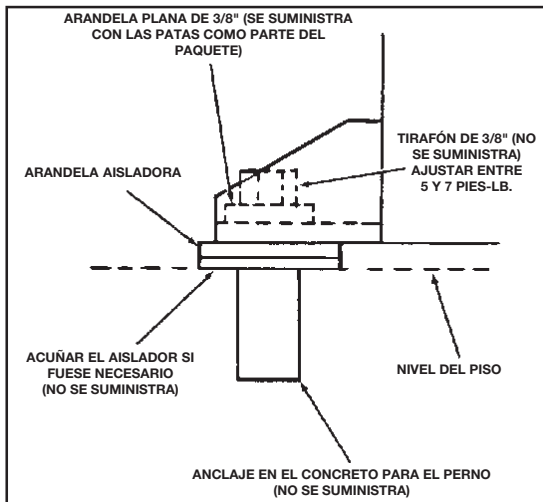 ARANDELA PLANA DE 3/8" (SE SUMINISTRA
CON LAS PATAS COMO PARTE DEL
PAQUETE)
TIRAFÓN DE 3/8" (NO
SE SUMINISTRA)
AJUSTAR ENTRE
5 Y 7 PIES-LB.
ARANDELA AISLADORA
ACUÑAR EL AISLADOR SI
FUESE NECESARIO
(NO SE SUMINISTRA)
NIVEL DEL PISO
ANCLAJE EN EL CONCRETO PARA EL PERNO
(NO SE SUMINISTRA)